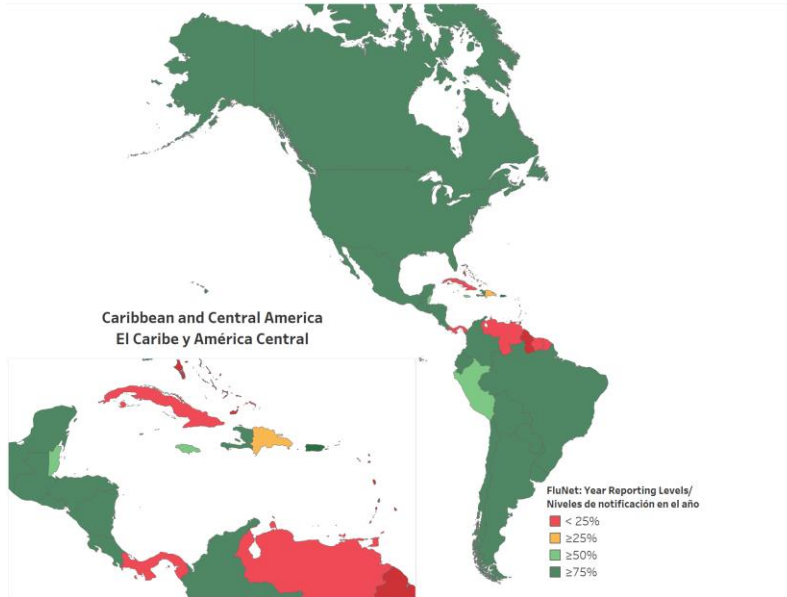 Caribbean and Central America
El Caribe y América Central
FluNet: Year Reporting Levels/
Niveles de notificación en el año
< 25%
≥25%
≥50%
≥75%